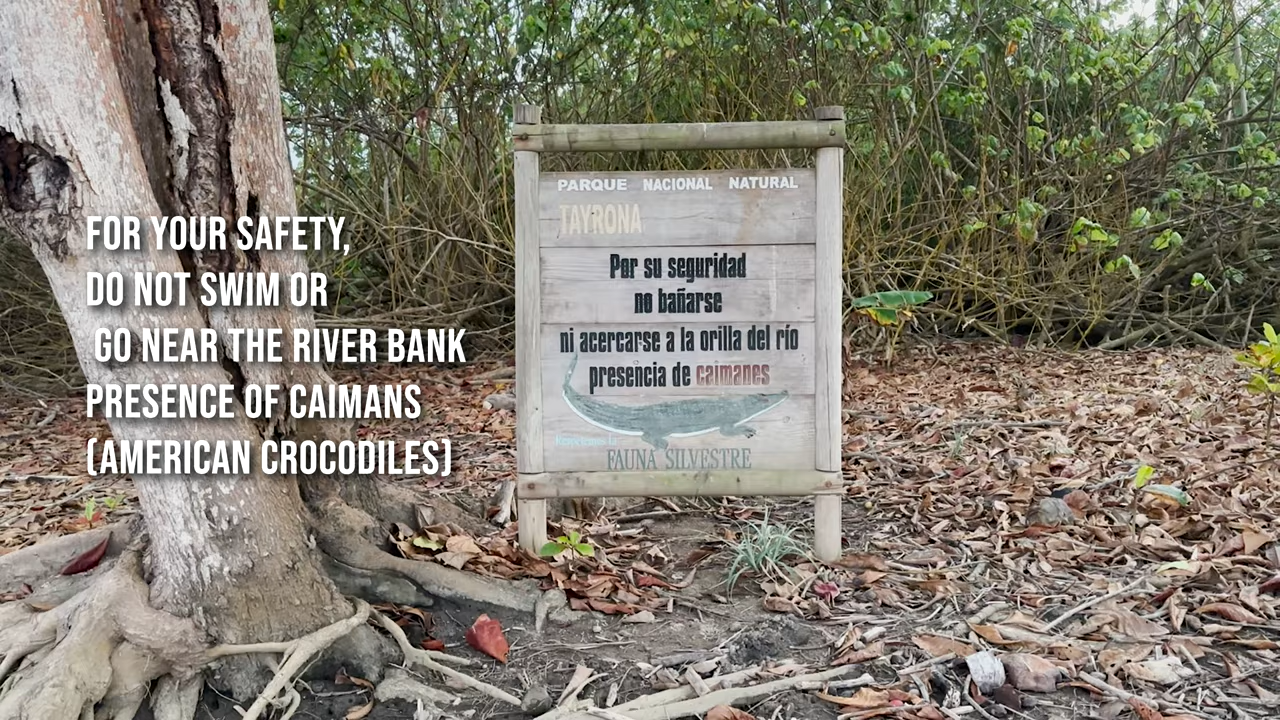 FOR YOUR SAFETY,
DO NOT SWIM OR
GO NEAR THE RIVER BANK
PRESENCE OF CAIMANS
(AMERICAN CROCODILES)
PARQUE NACIONAL NATURAL
TAYRONA
Por su seguridad
no bañarse
ni acercarse a la orilla del río
presencia de caimanes
Respetemos la
FAUNA SILVESTRE